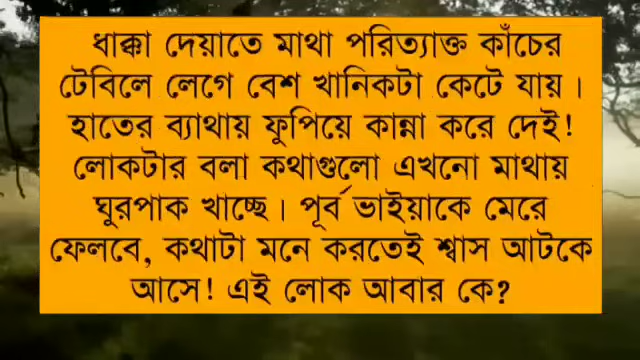 ধাক্কা দেয়াতে মাথা পরিত্যাক্ত কাঁচের
টেবিলে লেগে বেশ খানিকটা কেটে যায়।
হাতের ব্যাথায় ফুপিয়ে কান্না করে দেই!
লোকটার বলা কথাগুলো এখনো মাথায়
ঘুরপাক খাচ্ছে। পূর্ব ভাইয়াকে মেরে
ফেলবে, কথাটা মনে করতেই শ্বাস আটকে
আসে! এই লোক আবার কে?